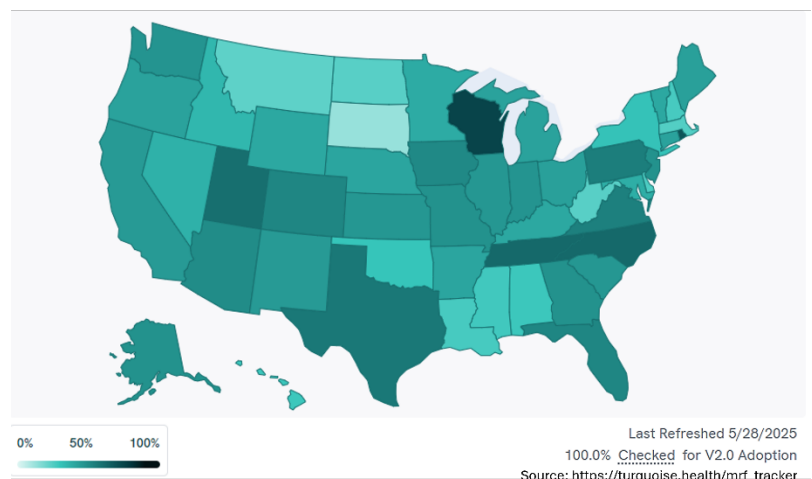 0% 50% 100%
Last Refreshed 5/28/2025
100.0% Checked for V2.0 Adoption
Source: https://turquoise.health/mrf_tracker